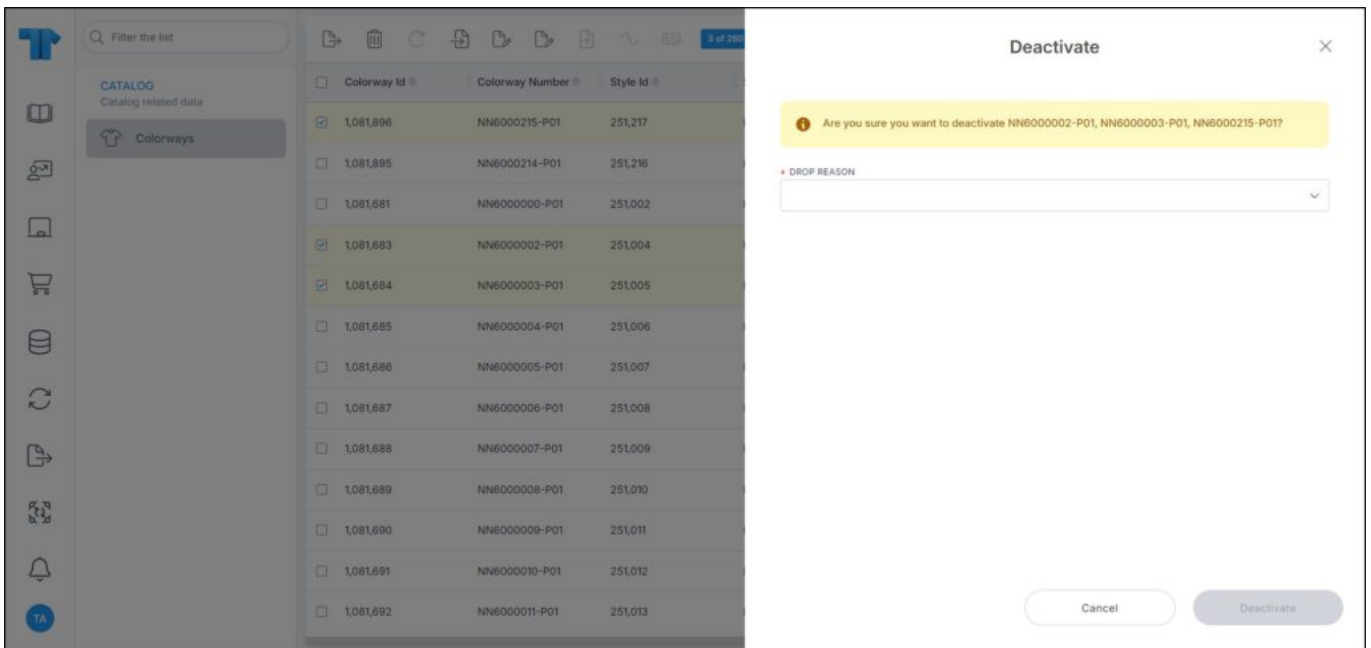 Filter the list
CATALOG
Catalog related data
Colorways
3 of 260
Colorway Id Colorway Number Style Id
1,081,896 NN6000215-P01 251,217
1,081,895 NN6000214-P01 251,216
1,081,681 NN6000000-P01 251,002
1,081,683 NN6000002-P01 251,004
1,081,684 NN6000003-P01 251,005
1,081,685 NN6000004-P01 251,006
1,081,686 NN6000005-P01 251,007
1,081,687 NN6000006-P01 251,008
1,081,688 NN6000007-P01 251,009
1,081,689 NN6000008-P01 251,010
1,081,690 NN6000009-P01 251,011
1,081,691 NN6000010-P01 251,012
1,081,692 NN6000011-P01 251,013
TA
Deactivate
Are you sure you want to deactivate NN6000002-P01, NN6000003-P01, NN6000215-P01?
* DROP REASON
Cancel Deactivate